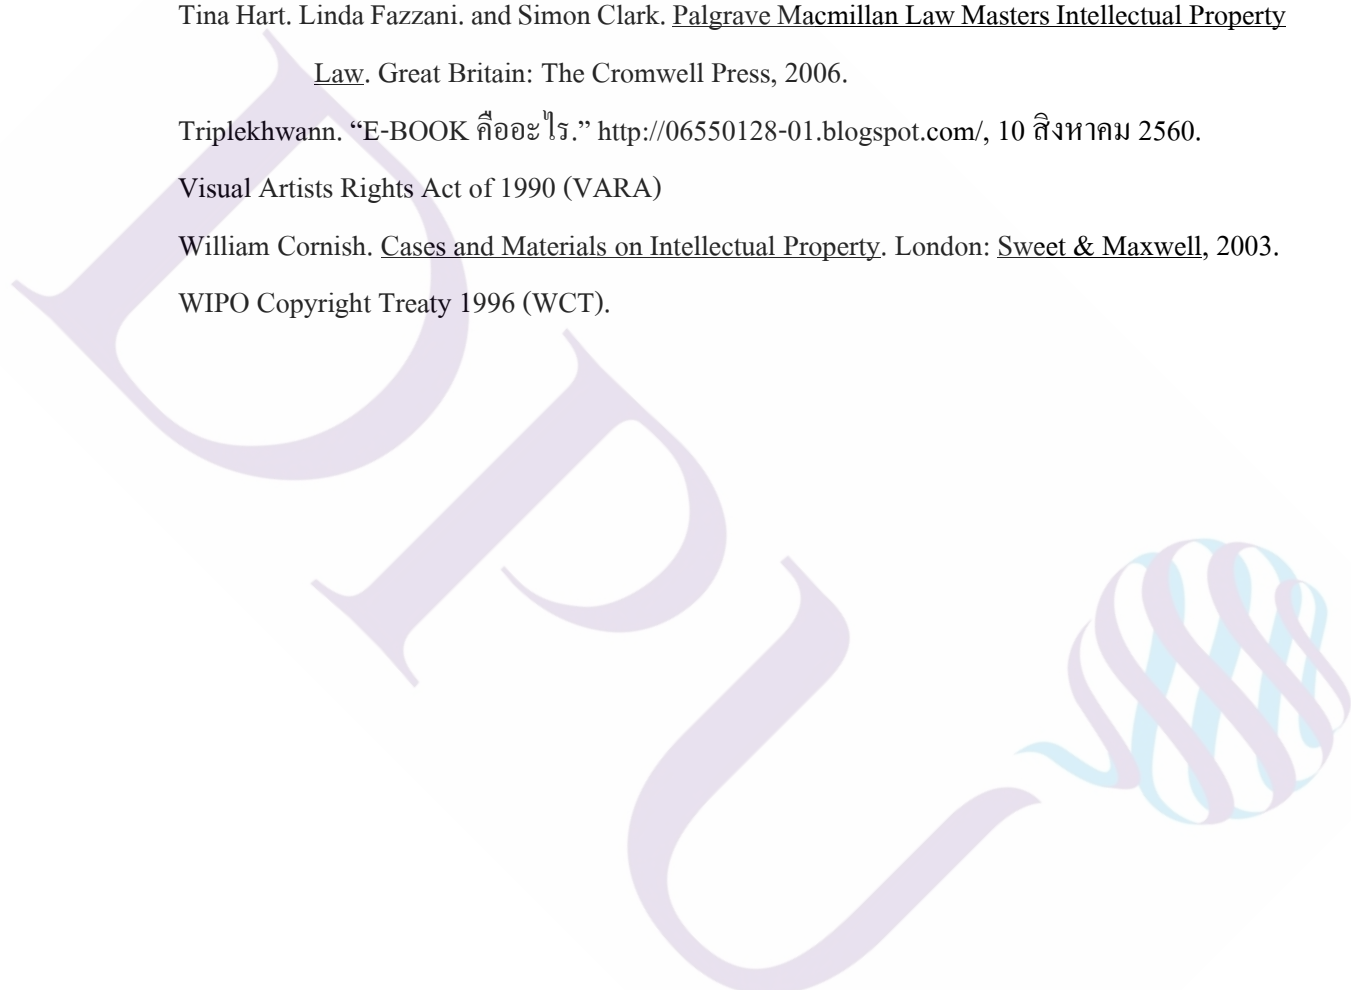 Tina Hart. Linda Fazzani. and Simon Clark. Palgrave Macmillan Law Masters Intellectual Property
Law. Great Britain: The Cromwell Press, 2006.
Triplekhwann. “E-BOOK คืออะไร.” http://06550128-01.blogspot.com/, 10 สิงหาคม 2560.
Visual Artists Rights Act of 1990 (VARA)
William Cornish. Cases and Materials on Intellectual Property. London: Sweet & Maxwell, 2003.
WIPO Copyright Treaty 1996 (WCT).
DPU